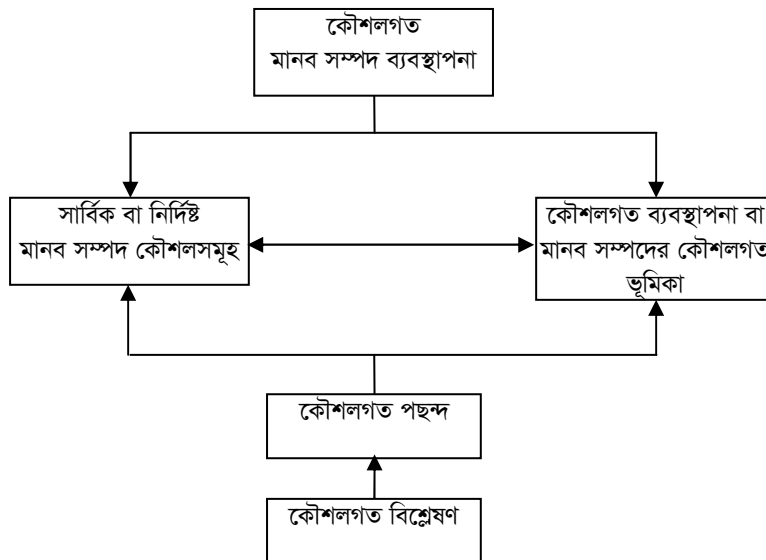 কৌশলগত
মানব সম্পদ ব্যবস্থাপনা
সার্বিক বা নির্দিষ্ট
মানব সম্পদ কৌশলসমূহ
কৌশলগত ব্যবস্থাপনা বা
মানব সম্পদের কৌশলগত
ভূমিকা
কৌশলগত পছন্দ
কৌশলগত বিশ্লেষণ